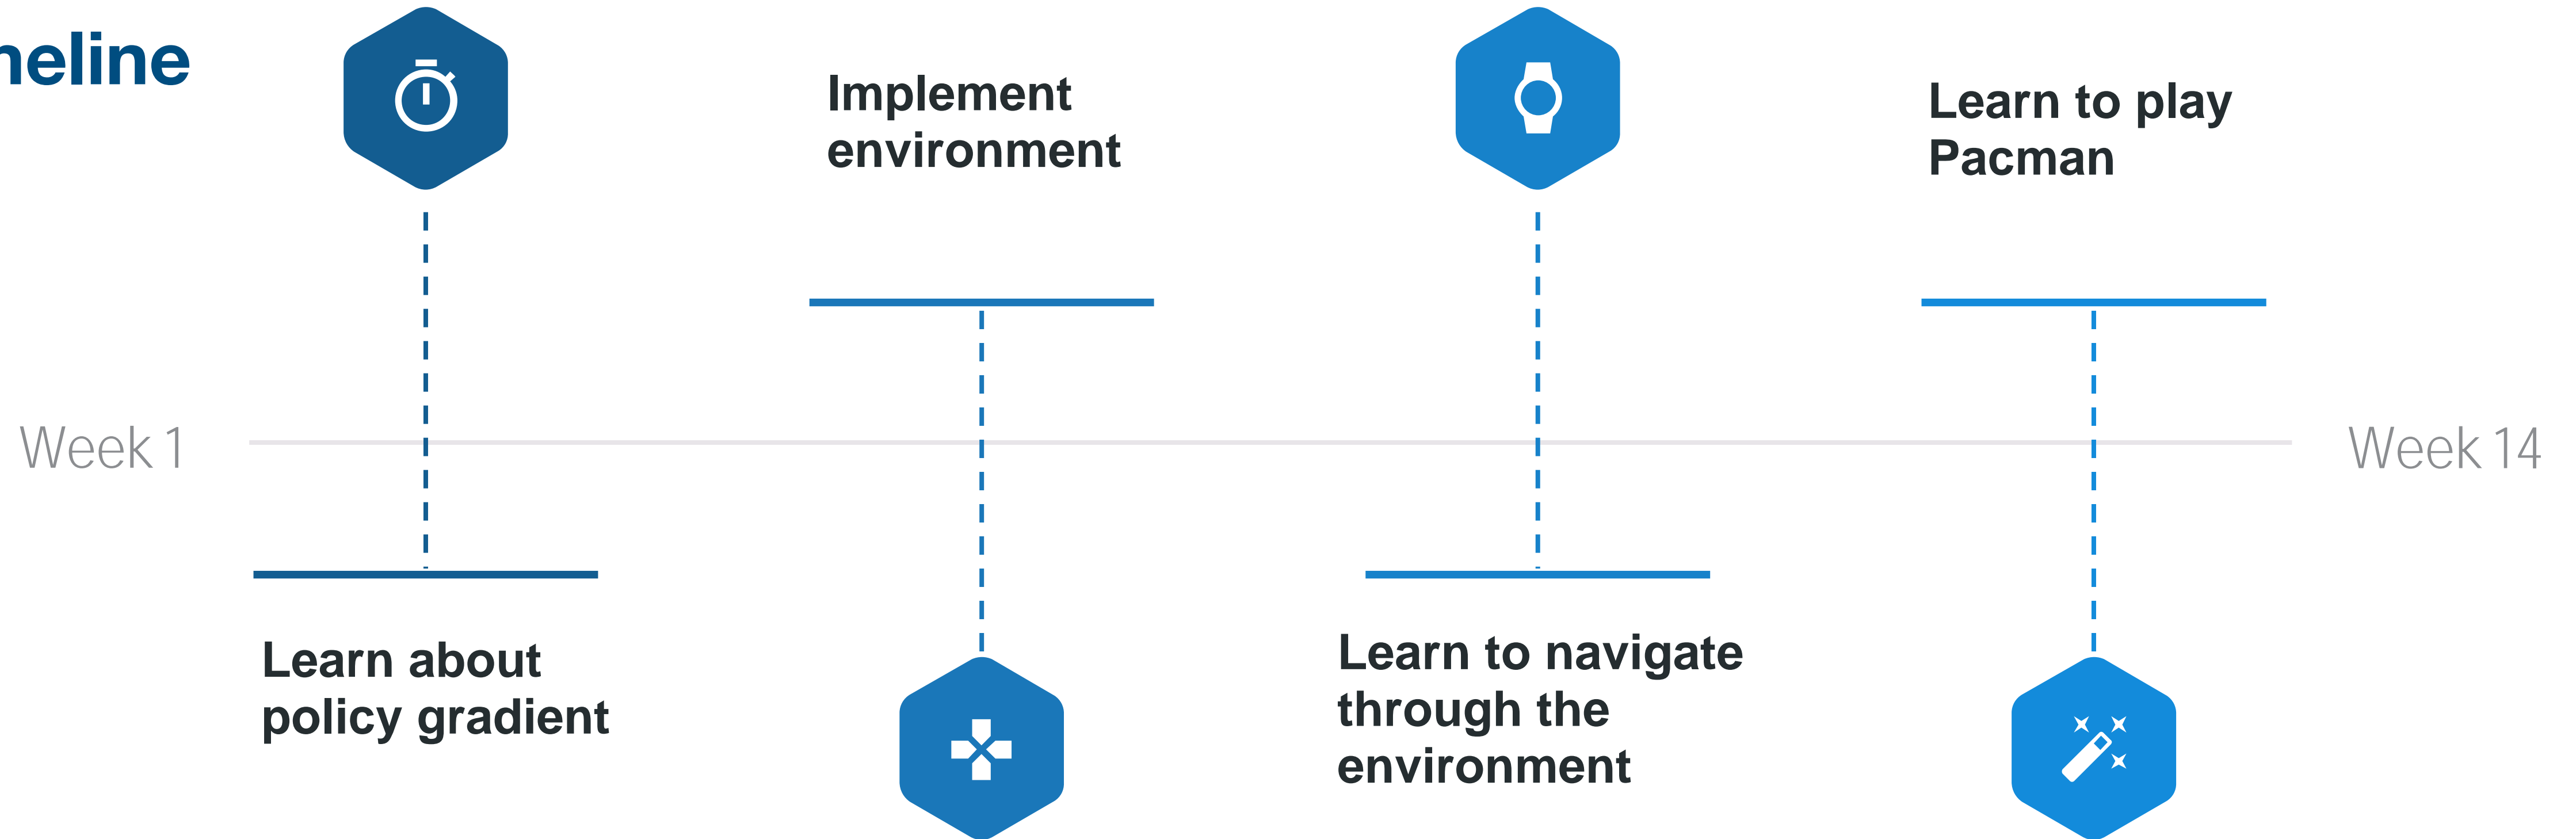 neline
Implement
environment
Learn to play
Pacman
Week 1
Week 14
Learn about
policy gradient
Learn to navigate
through the
environment